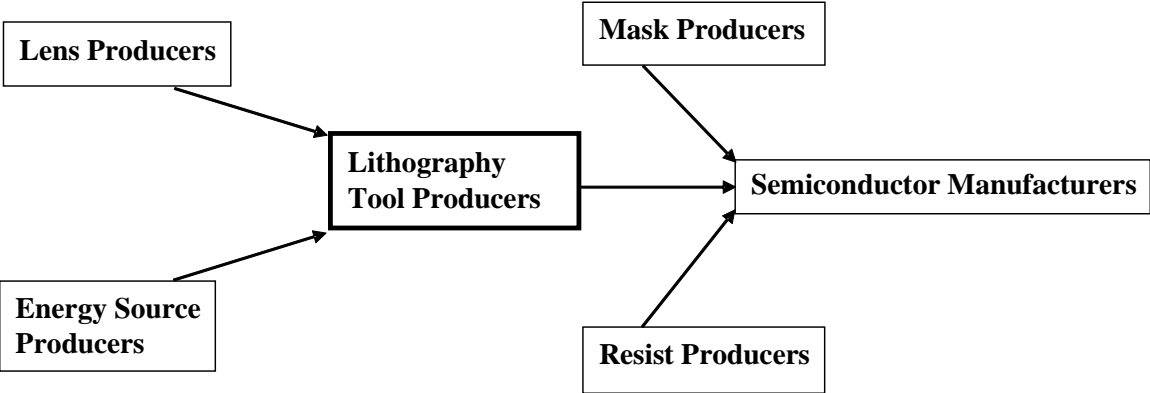 Lens Producers
Mask Producers
Lithography
Tool Producers
Semiconductor Manufacturers
Energy Source
Producers
Resist Producers